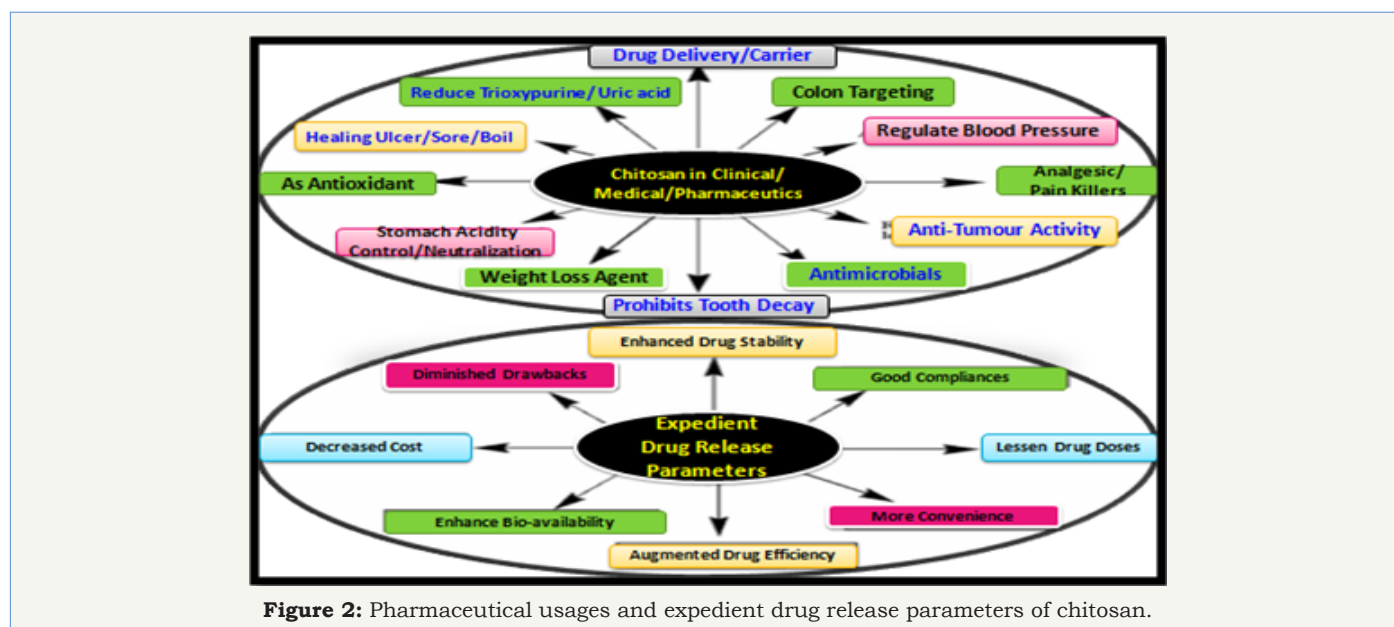 Drug Delivery/Carrier
Reduce Trioxypurine/Uric acid
Colon Targeting
Healing Ulcer/Sore/Boil
Regulate Blood Pressure
Chitosan in Clinical/
Medical/Pharmaceutics
As Antioxidant
Analgesic/
Pain Killers
Stomach Acidity
Control/Neutralization
Anti-Tumour Activity
Weight Loss Agent
Antimicrobials
Prohibits Tooth Decay
Enhanced Drug Stability
Diminished Drawbacks
Good Compliances
Expedient
Drug Release
Parameters
Decreased Cost
Lessen Drug Doses
Enhance Bio-availability
More Convenience
Augmented Drug Efficiency
Figure 2: Pharmaceutical usages and expedient drug release parameters of chitosan.